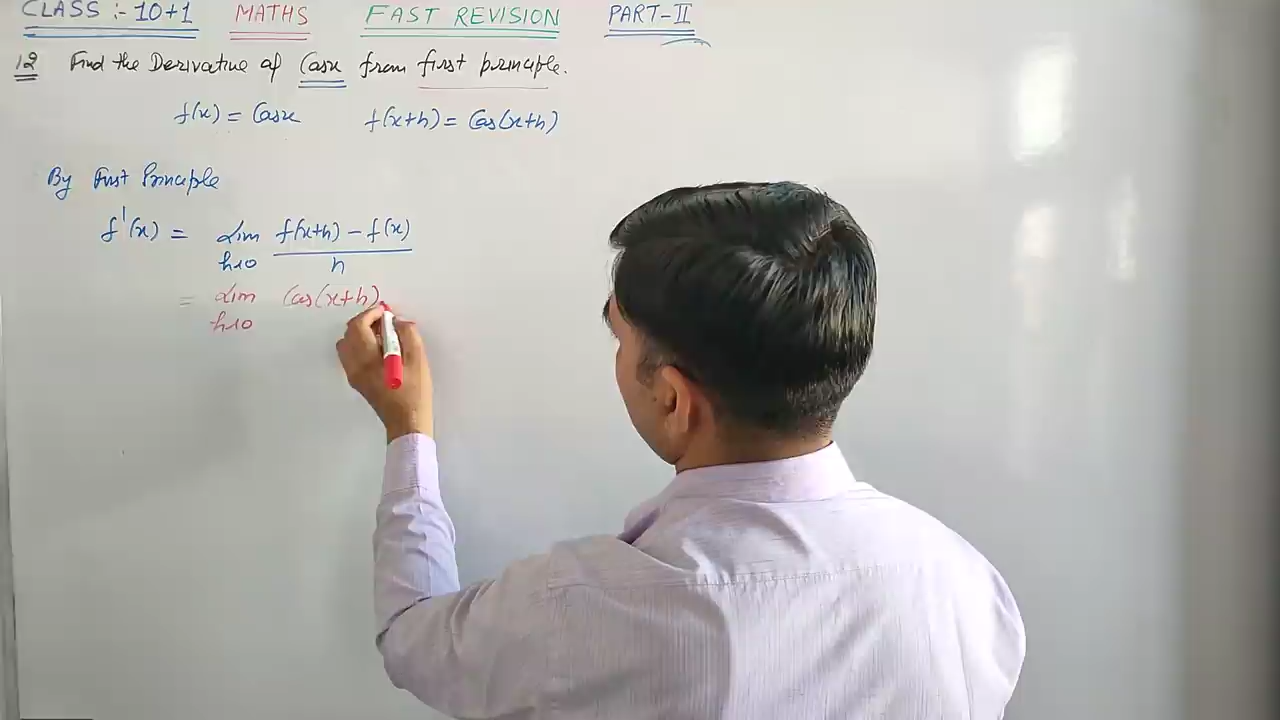 CLASS :- 10+1 MATHS FAST REVISION PART-II
12 Find the Derivative of Cosx from first principle.
f(x) = Cosx f(x+h) = Cos(x+h)
By First Principle
f'(x) = Lim f(x+h) - f(x)
h→0 h
= Lim Cos(x+h)
h→0